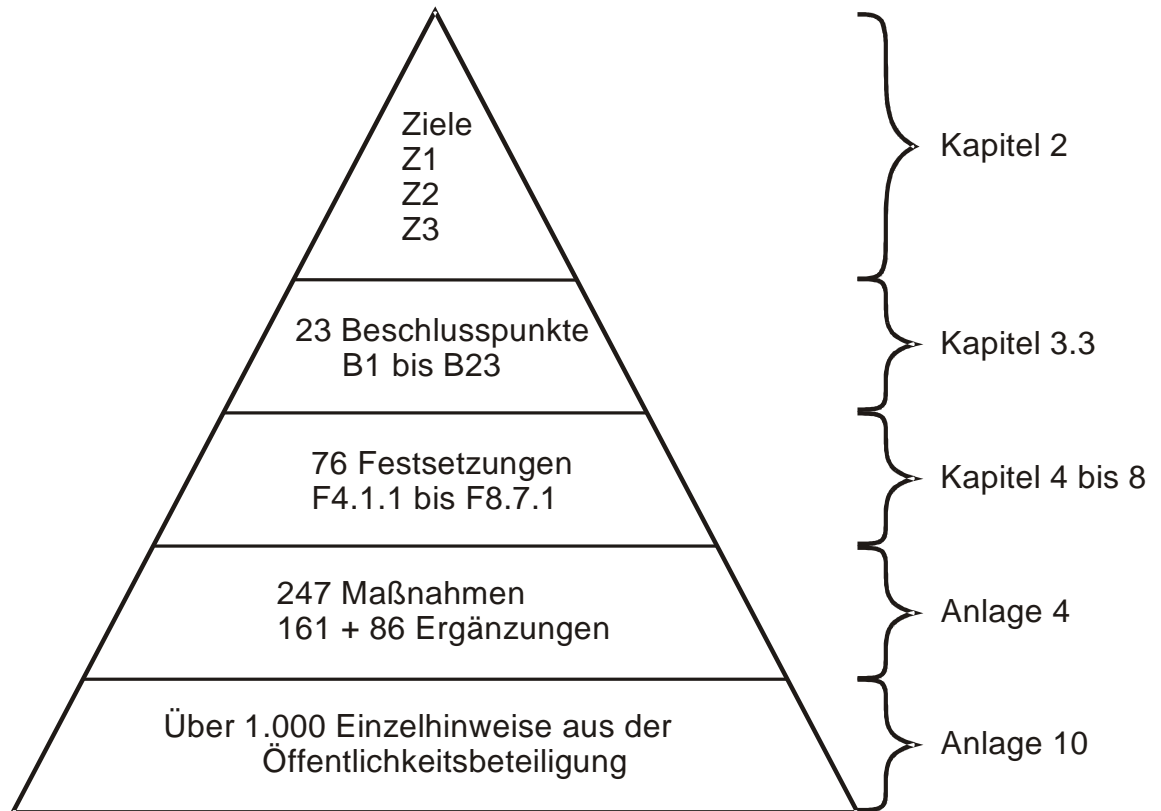 Ziele
Z1
Z2
Z3
Kapitel 2
23 Beschlusspunkte
B1 bis B23
Kapitel 3.3
76 Festsetzungen
F4.1.1 bis F8.7.1
Kapitel 4 bis 8
247 Maßnahmen
161 + 86 Ergänzungen
Anlage 4
Über 1.000 Einzelhinweise aus der
Öffentlichkeitsbeteiligung
Anlage 10